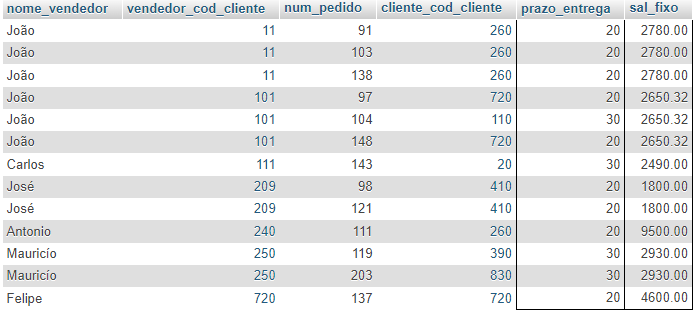 nome_vendedor vendedor_cod_cliente num_pedido cliente_cod_cliente prazo_entrega sal_fixo
João 11 91 260 20 2780.00
João 11 103 260 20 2780.00
João 11 138 260 20 2780.00
João 101 97 720 20 2650.32
João 101 104 110 30 2650.32
João 101 148 720 20 2650.32
Carlos 111 143 20 30 2490.00
José 209 98 410 20 1800.00
José 209 121 410 20 1800.00
Antonio 240 111 260 20 9500.00
Mauricío 250 119 390 30 2930.00
Mauricío 250 203 830 30 2930.00
Felipe 720 137 720 20 4600.00